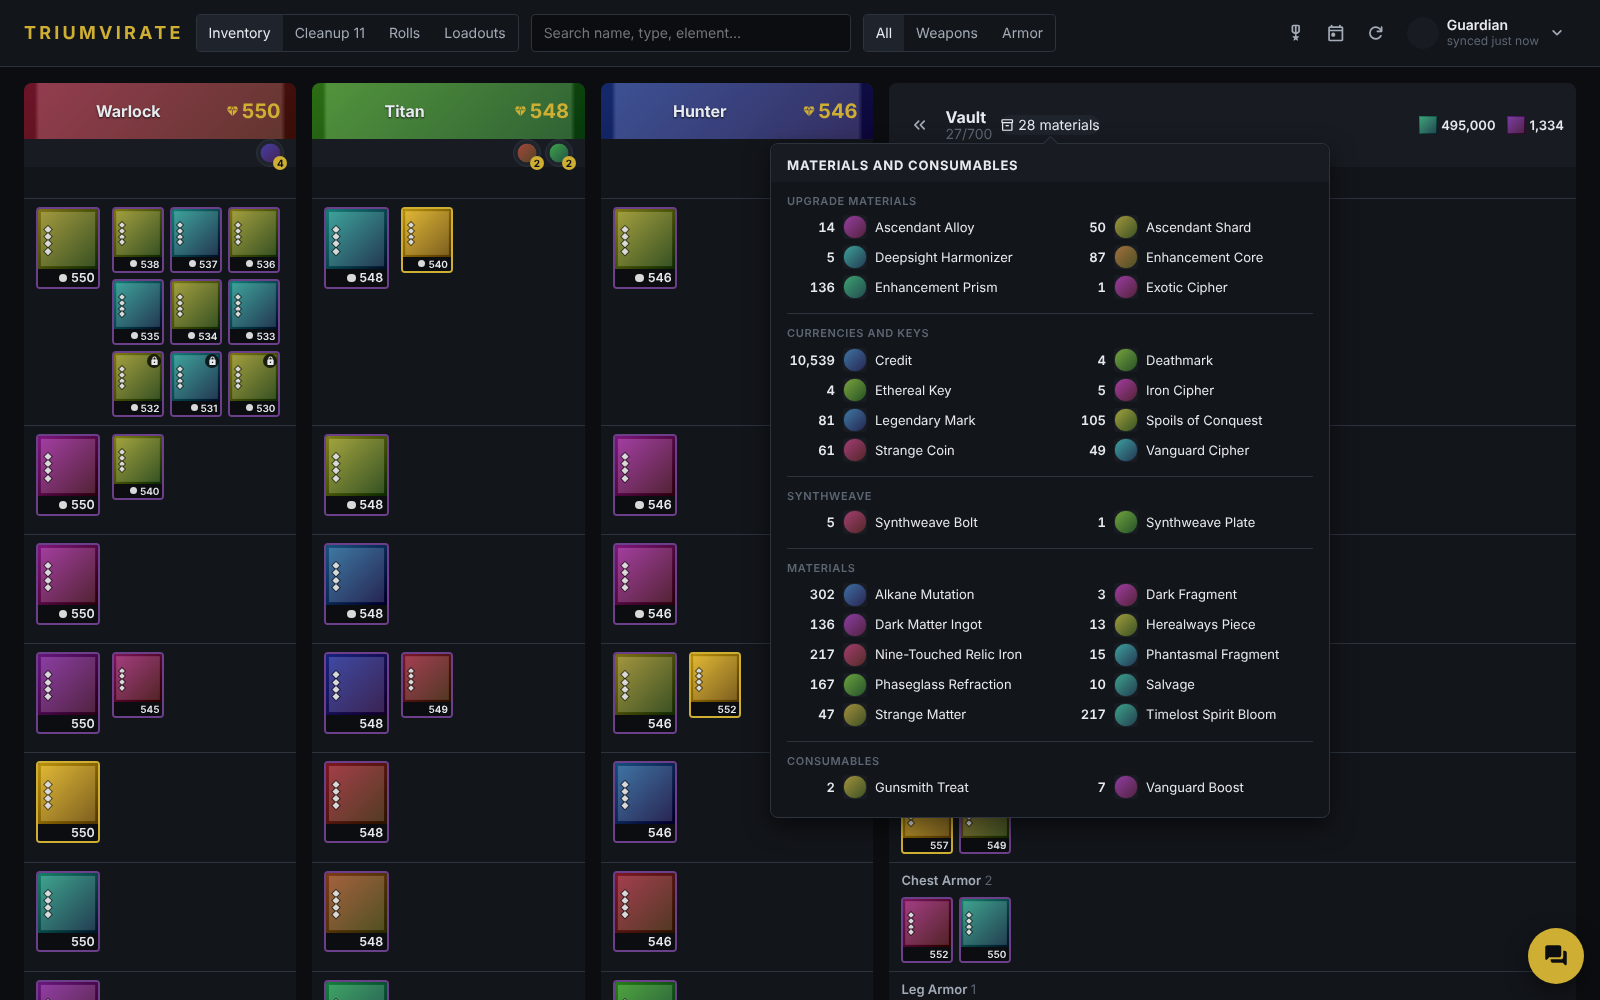 TRIUMVIRATE
Inventory Cleanup 11 Rolls Loadouts
Search name, type, element...
All Weapons Armor
Guardian
synced just now
Warlock 550
Titan 548
Hunter 546
Vault
27/700
28 materials
495,000 1,334
4
2 2
MATERIALS AND CONSUMABLES
UPGRADE MATERIALS
14 Ascendant Alloy 50 Ascendant Shard
5 Deepsight Harmonizer 87 Enhancement Core
136 Enhancement Prism 1 Exotic Cipher
CURRENCIES AND KEYS
10,539 Credit 4 Deathmark
4 Ethereal Key 5 Iron Cipher
81 Legendary Mark 105 Spoils of Conquest
61 Strange Coin 49 Vanguard Cipher
SYNTHWEAVE
5 Synthweave Bolt 1 Synthweave Plate
MATERIALS
302 Alkane Mutation 3 Dark Fragment
136 Dark Matter Ingot 13 Herealways Piece
217 Nine-Touched Relic Iron 15 Phantasmal Fragment
167 Phaseglass Refraction 10 Salvage
47 Strange Matter 217 Timelost Spirit Bloom
CONSUMABLES
2 Gunsmith Treat 7 Vanguard Boost
550 538 537 536
535 534 533
532 531 530
548 540
546
550 540
548
546
550
548
546
550 545
548 549
546 552
550
548
546
557 549
550
548
546
Chest Armor 2
552 550
Leg Armor 1